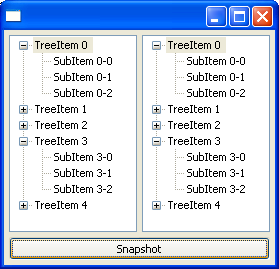 TreeItem 0
SubItem 0-0
SubItem 0-1
SubItem 0-2
TreeItem 1
TreeItem 2
TreeItem 3
SubItem 3-0
SubItem 3-1
SubItem 3-2
TreeItem 4
TreeItem 0
SubItem 0-0
SubItem 0-1
SubItem 0-2
TreeItem 1
TreeItem 2
TreeItem 3
SubItem 3-0
SubItem 3-1
SubItem 3-2
TreeItem 4
Snapshot